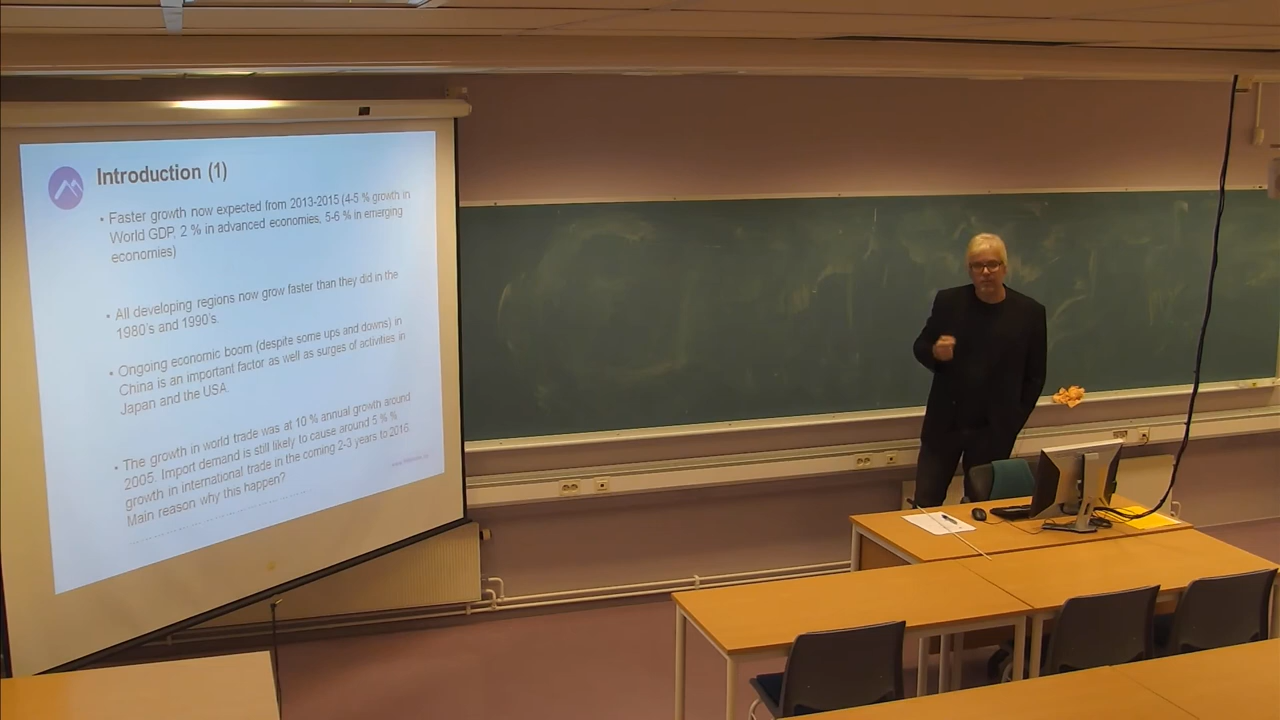 Introduction (1)
• Faster growth now expected from 2013-2015 (4-5 % growth in
World GDP, 2 % in advanced economies, 5-6 % in emerging
economies)
• All developing regions now grow faster than they did in the
1980's and 1990's.
• Ongoing economic boom (despite some ups and downs) in
China is an important factor as well as surges of activities in
Japan and the USA.
• The growth in world trade was at 10 % annual growth around
2005. Import demand is still likely to cause around 5 % %
growth in international trade in the coming 2-3 years to 2016.
Main reason why this happen?